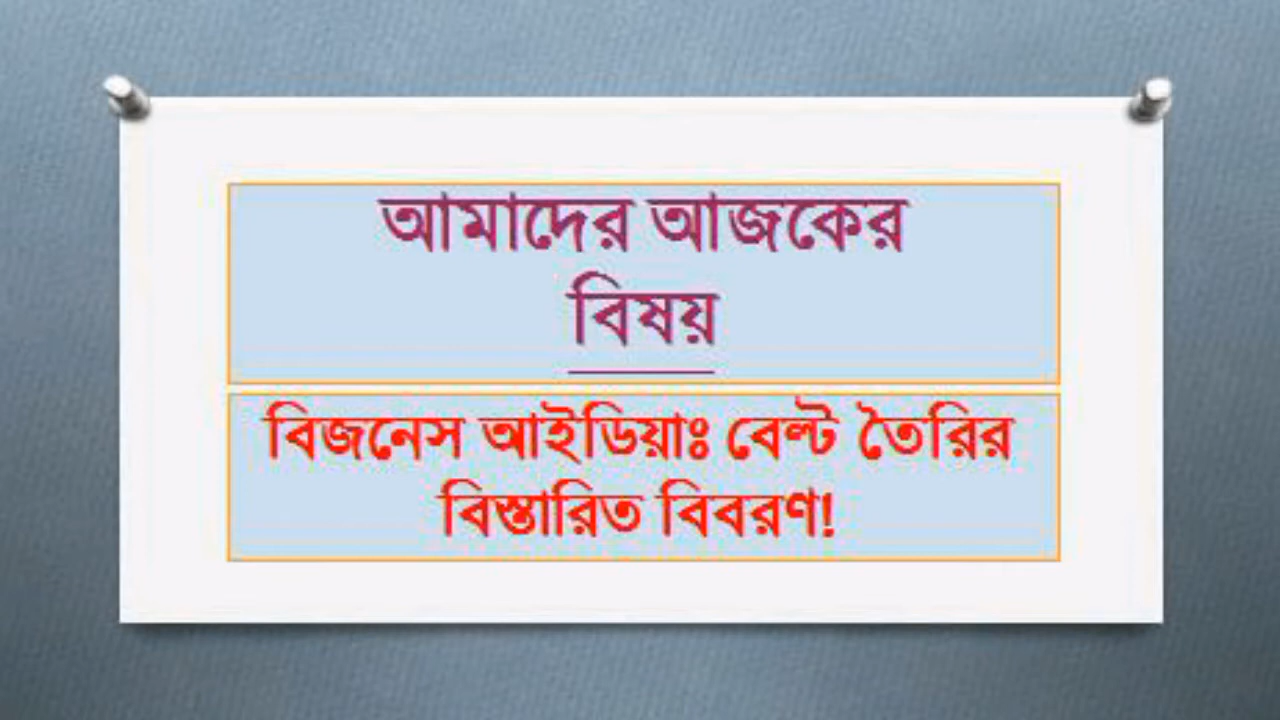 আমাদের আজকের
বিষয়
বিজনেস আইডিয়াঃ বেল্ট তৈরির
বিস্তারিত বিবরণ!